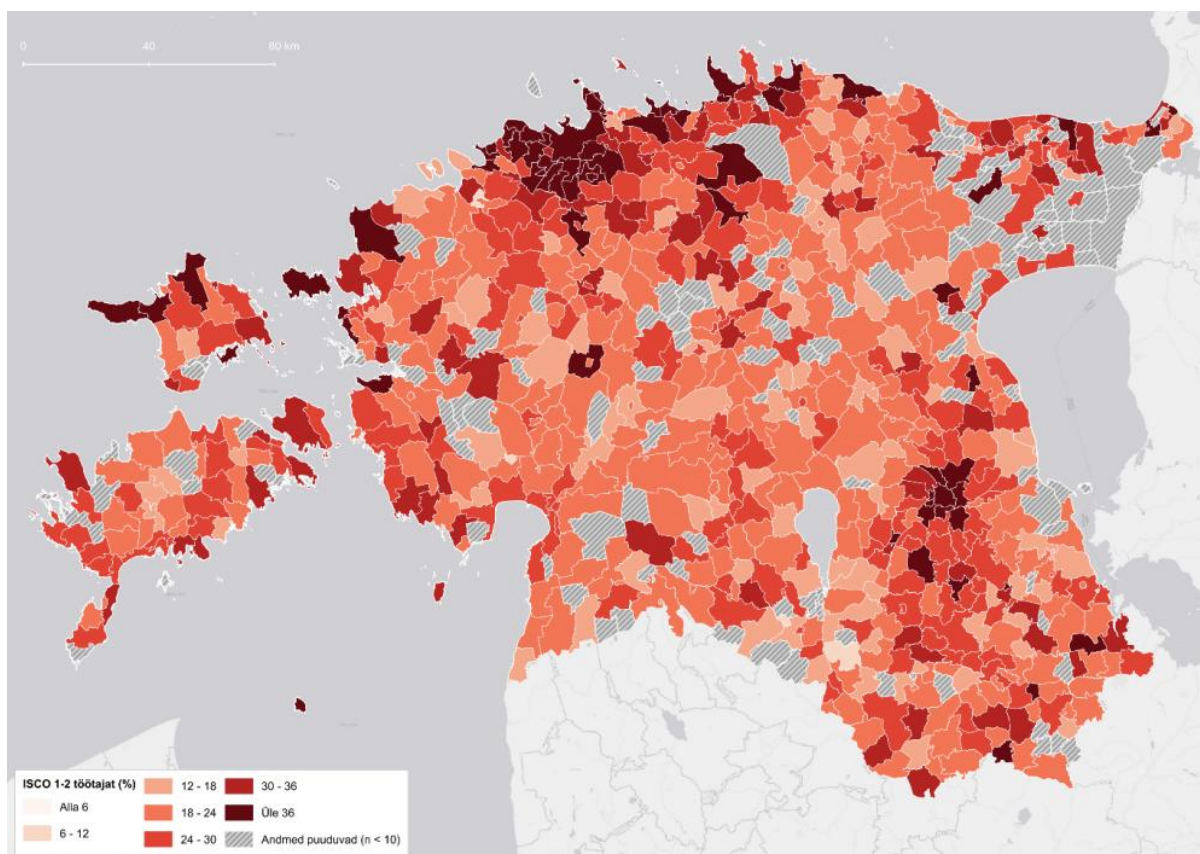 0 40 80 km
ISCO 1-2 töötajat (%)
Alla 6
6 - 12
12 - 18
18 - 24
24 - 30
30 - 36
Üle 36
Andmed puuduvad (n < 10)